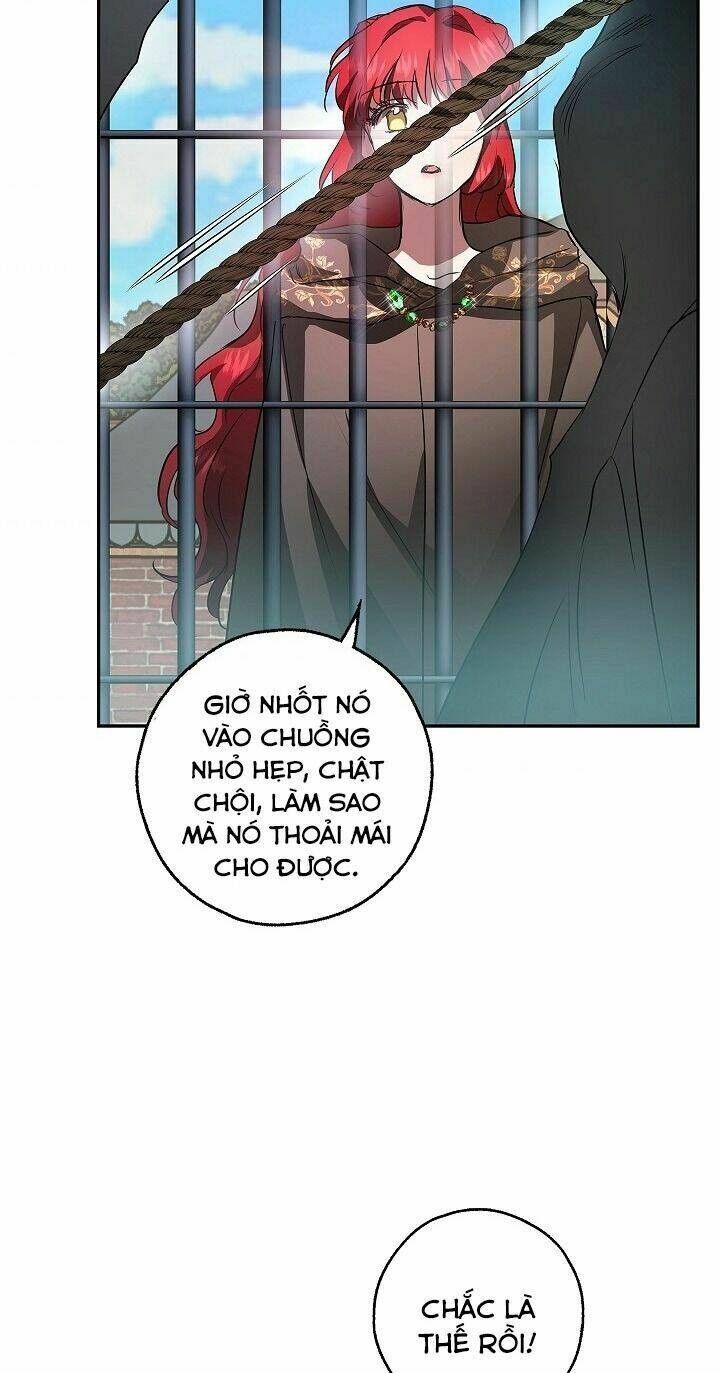 GIỜ NHỐT NÓ
VÀO CHUỒNG
NHỎ HẸP, CHẬT
CHỘI, LÀM SAO
MÀ NÓ THOẢI MÁI
CHO ĐƯỢC.
CHẮC LÀ
THẾ RỒI!